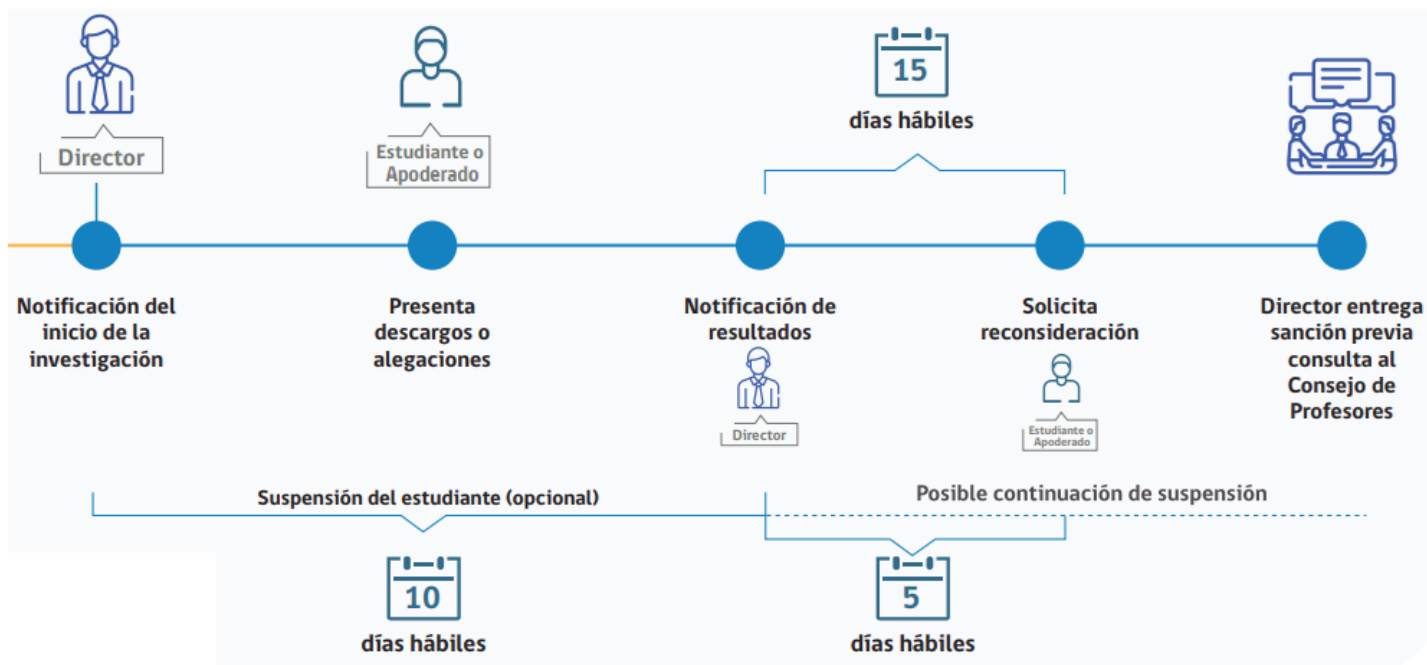 Director
Estudiante o
Apoderado
15
días hábiles
Notificación del
inicio de la
investigación
Presenta
descargos o
alegaciones
Notificación de
resultados
Director
Solicita
reconsideración
Estudiante o
Apoderado
Director entrega
sanción previa
consulta al
Consejo de
Profesores
Suspensión del estudiante (opcional)
Posible continuación de suspensión
10
días hábiles
5
días hábiles